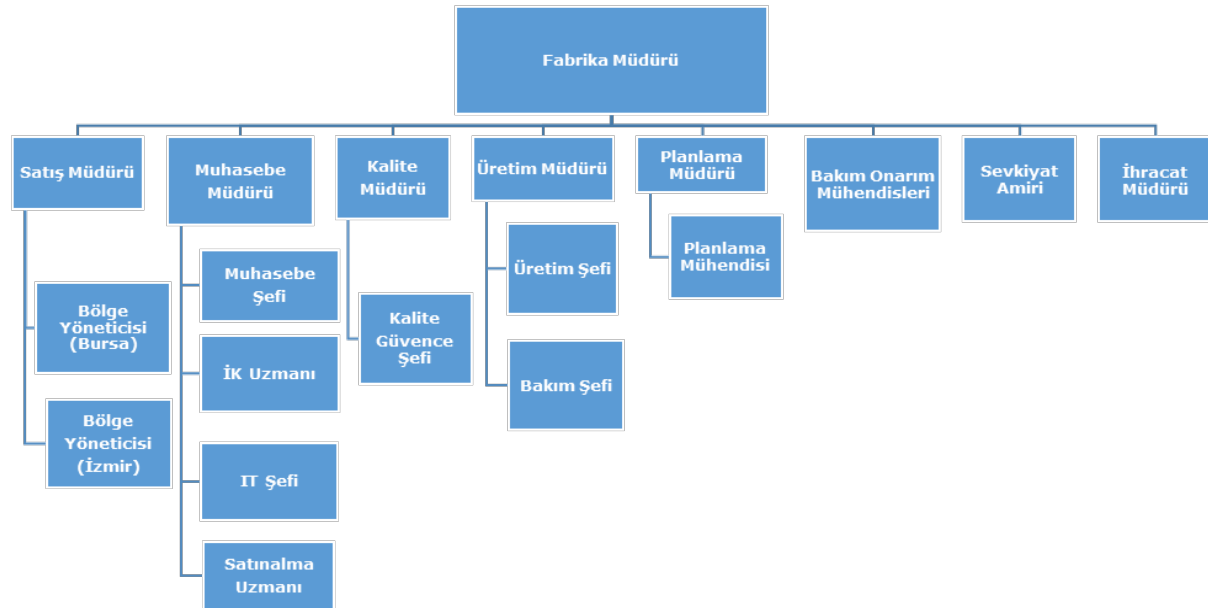 Fabrika Müdürü
Satış Müdürü
Muhasebe
Müdürü
Kalite
Müdürü
Üretim Müdürü
Planlama
Müdürü
Bakım Onarım
Mühendisleri
Sevkiyat
Amiri
İhracat
Müdürü
Bölge
Yöneticisi
(Bursa)
Bölge
Yöneticisi
(İzmir)
Muhasebe
Şefi
İK Uzmanı
IT Şefi
Satınalma
Uzmanı
Kalite
Güvence
Şefi
Üretim Şefi
Bakım Şefi
Planlama
Mühendisi